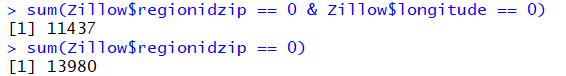 > sum(Zillow$regionidzip == 0 & Zillow$longitude == 0)
[1] 11437
> sum(Zillow$regionidzip == 0)
[1] 13980